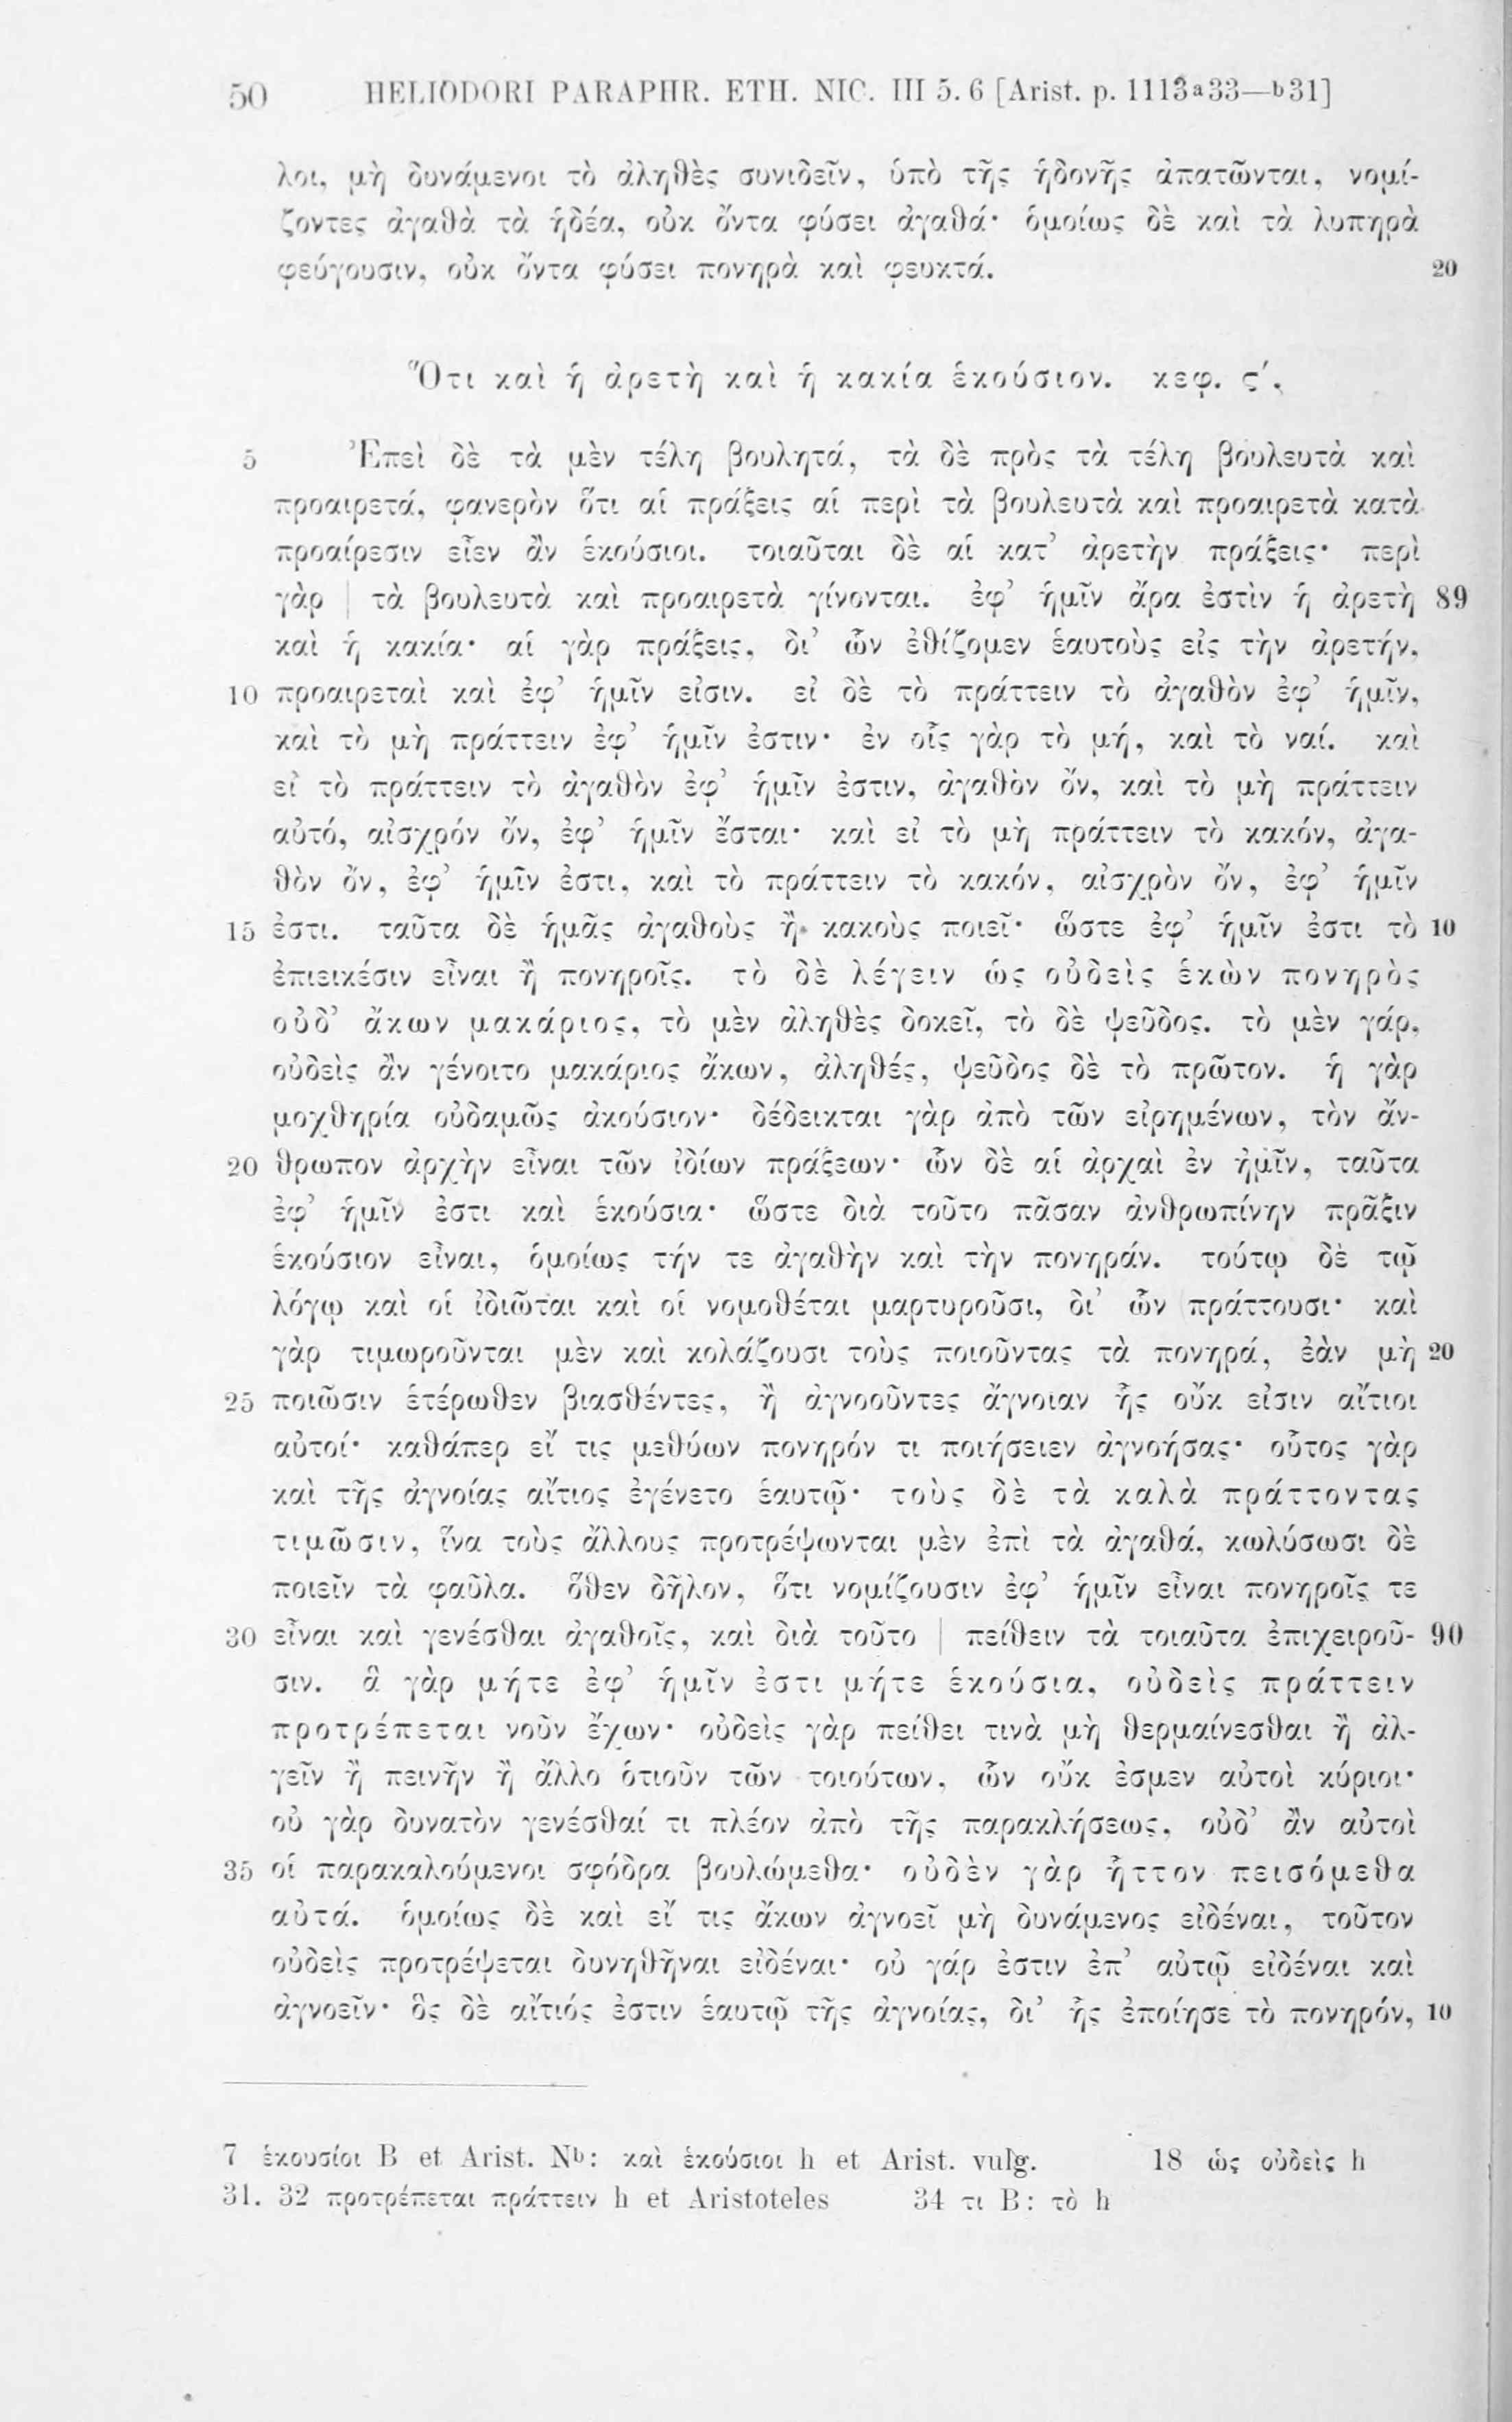 50 HELIODORI PARAPHR. ETH. NIC. III 5. 6 [Arist. p. 1113a33—b31]
λοι, μὴ δυνάμενοι τὸ ἀληθὲς συνιδεῖν, ὑπὸ τῆς ἡδονῆς ἀπατῶνται, νομί-
ζοντες ἀγαθὰ τὰ ἡδέα, οὐκ ὄντα φύσει ἀγαθά· ὁμοίως δὲ καὶ τὰ λυπηρὰ
φεύγουσιν, οὐκ ὄντα φύσει πονηρὰ καὶ φευκτά. 20
Ὅτι καὶ ἡ ἀρετὴ καὶ ἡ κακία ἑκούσιον. κεφ. ϛ΄.
5 Ἐπεὶ δὲ τὰ μὲν τέλη βουλητά, τὰ δὲ πρὸς τὰ τέλη βουλευτὰ καὶ
προαιρετά, φανερὸν ὅτι αἱ πράξεις αἱ περὶ τὰ βουλευτὰ καὶ προαιρετὰ κατὰ
προαίρεσιν εἶεν ἂν ἑκούσιοι. τοιαῦται δὲ αἱ κατ’ ἀρετὴν πράξεις· περὶ
γὰρ | τὰ βουλευτὰ καὶ προαιρετὰ γίνονται. ἐφ’ ἡμῖν ἄρα ἐστὶν ἡ ἀρετὴ 89
καὶ ἡ κακία· αἱ γὰρ πράξεις, δι’ ὧν ἐθίζομεν ἑαυτοὺς εἰς τὴν ἀρετήν,
10 προαιρεταὶ καὶ ἐφ’ ἡμῖν εἰσιν. εἰ δὲ τὸ πράττειν τὸ ἀγαθὸν ἐφ’ ἡμῖν,
καὶ τὸ μὴ πράττειν ἐφ’ ἡμῖν ἐστιν· ἐν οἷς γὰρ τὸ μή, καὶ τὸ ναί. καὶ
εἰ τὸ πράττειν τὸ ἀγαθὸν ἐφ’ ἡμῖν ἐστιν, ἀγαθὸν ὄν, καὶ τὸ μὴ πράττειν
αὐτό, αἰσχρόν ὄν, ἐφ’ ἡμῖν ἔσται· καὶ εἰ τὸ μὴ πράττειν τὸ κακόν, ἀγα-
θὸν ὄν, ἐφ’ ἡμῖν ἐστι, καὶ τὸ πράττειν τὸ κακόν, αἰσχρὸν ὄν, ἐφ’ ἡμῖν
15 ἐστι. ταῦτα δὲ ἡμᾶς ἀγαθοὺς ἢ κακοὺς ποιεῖ· ὥστε ἐφ’ ἡμῖν ἐστι τὸ 10
ἐπιεικέσιν εἶναι ἢ πονηροῖς. τὸ δὲ λέγειν ὡς οὐδεὶς ἑκὼν πονηρὸς
οὐδ’ ἄκων μακάριος, τὸ μὲν ἀληθὲς δοκεῖ, τὸ δὲ ψεῦδος. τὸ μὲν γάρ,
οὐδεὶς ἂν γένοιτο μακάριος ἄκων, ἀληθές, ψεῦδος δὲ τὸ πρῶτον. ἡ γὰρ
μοχθηρία οὐδαμῶς ἀκούσιον· δέδεικται γὰρ ἀπὸ τῶν εἰρημένων, τὸν ἄν-
20 θρωπον ἀρχὴν εἶναι τῶν ἰδίων πράξεων· ὧν δὲ αἱ ἀρχαὶ ἐν ἡμῖν, ταῦτα
ἐφ’ ἡμῖν ἐστι καὶ ἑκούσια· ὥστε διὰ τοῦτο πᾶσαν ἀνθρωπίνην πρᾶξιν
ἑκούσιον εἶναι, ὁμοίως τήν τε ἀγαθὴν καὶ τὴν πονηράν. τούτῳ δὲ τῷ
λόγῳ καὶ οἱ ἰδιῶται καὶ οἱ νομοθέται μαρτυροῦσι, δι’ ὧν πράττουσι· καὶ
γὰρ τιμωροῦνται μὲν καὶ κολάζουσι τοὺς ποιοῦντας τὰ πονηρά, ἐὰν μὴ 20
25 ποιῶσιν ἑτέρωθεν βιασθέντες, ἢ ἀγνοοῦντες ἄγνοιαν ἧς οὔκ εἰσιν αἴτιοι
αὐτοί· καθάπερ εἴ τις μεθύων πονηρόν τι ποιήσειεν ἀγνοήσας· οὗτος γὰρ
καὶ τῆς ἀγνοίας αἴτιος ἐγένετο ἑαυτῷ· τοὺς δὲ τὰ καλὰ πράττοντας
τιμῶσιν, ἵνα τοὺς ἄλλους προτρέψωνται μὲν ἐπὶ τὰ ἀγαθά, κωλύσωσι δὲ
ποιεῖν τὰ φαῦλα. ὅθεν δῆλον, ὅτι νομίζουσιν ἐφ’ ἡμῖν εἶναι πονηροῖς τε
30 εἶναι καὶ γενέσθαι ἀγαθοῖς, καὶ διὰ τοῦτο | πείθειν τὰ τοιαῦτα ἐπιχειροῦ- 90
σιν. ἃ γὰρ μήτε ἐφ’ ἡμῖν ἐστι μήτε ἑκούσια, οὐδεὶς πράττειν
προτρέπεται νοῦν ἔχων· οὐδεὶς γὰρ πείθει τινὰ μὴ θερμαίνεσθαι ἢ ἀλ-
γεῖν ἢ πεινῆν ἢ ἄλλο ὁτιοῦν τῶν τοιούτων, ὧν οὔκ ἐσμεν αὐτοὶ κύριοι·
οὐ γὰρ δυνατὸν γενέσθαί τι πλέον ἀπὸ τῆς παρακλήσεως, οὐδ’ ἂν αὐτοὶ
35 οἱ παρακαλούμενοι σφόδρα βουλώμεθα· οὐδὲν γὰρ ἧττον πεισόμεθα
αὐτά. ὁμοίως δὲ καὶ εἴ τις ἄκων ἀγνοεῖ μὴ δυνάμενος εἰδέναι, τοῦτον
οὐδεὶς προτρέψεται δυνηθῆναι εἰδέναι· οὐ γάρ ἐστιν ἐπ’ αὐτῷ εἰδέναι καὶ
ἀγνοεῖν· ὃς δὲ αἴτιός ἐστιν ἑαυτῷ τῆς ἀγνοίας, δι’ ἧς ἐποίησε τὸ πονηρόν, 10
7 ἑκουσίοι B et Arist. Nb: καὶ ἑκούσιοι h et Arist. vulg. 18 ὡς οὐδεὶς h
31. 32 προτρέπεται πράττειν h et Aristoteles 34 τι B: τὸ h